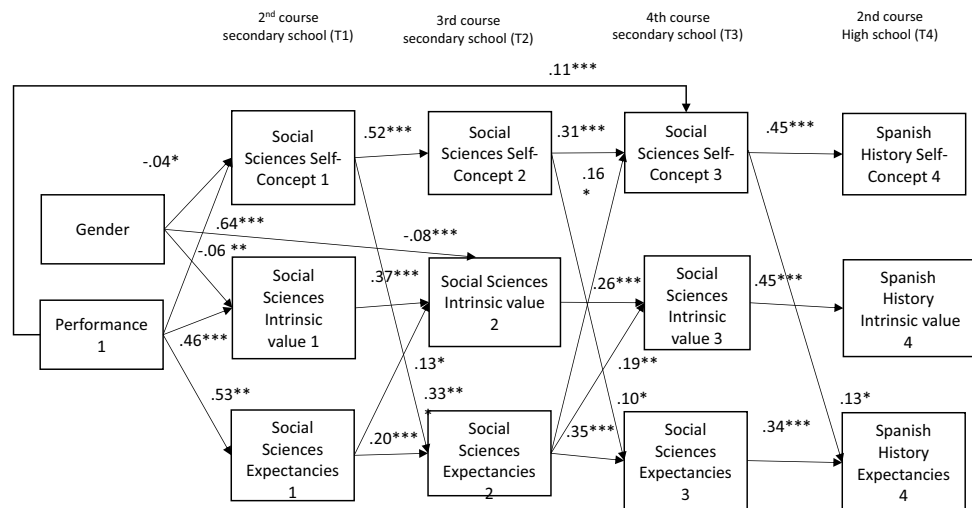 2nd course
secondary school (T1)
3rd course
secondary school (T2)
4th course
secondary school (T3)
2nd course
High school (T4)
.11***
Social
Sciences Self-
Concept 1
.52***
Social
Sciences Self-
Concept 2
.31***
Social
Sciences Self-
Concept 3
.45***
Spanish
History Self-
Concept 4
-.04*
.16
*
Gender
.64***
-.08***
-.06 **
Social
Sciences
Intrinsic
value 1
.37***
Social Sciences
Intrinsic value
2
.26***
Social
Sciences
Intrinsic
value 3
.45***
Spanish
History
Intrinsic value
4
Performance
1
.46***
.13*
.19**
.53**
.33**
*
.10*
.13*
Social
Sciences
Expectancies
1
.20***
Social
Sciences
Expectancies
2
.35***
Social
Sciences
Expectancies
3
.34***
Spanish
History
Expectancies
4